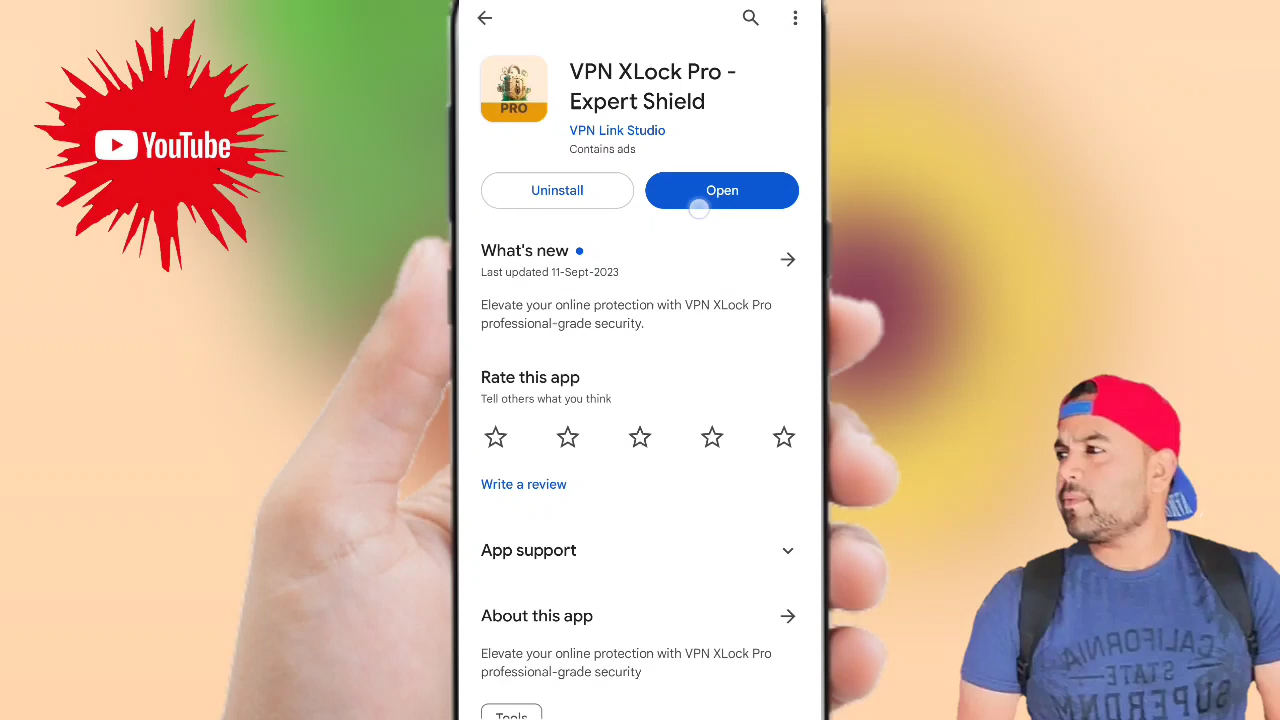 YouTube
VPN XLock Pro -
Expert Shield
PRO
VPN Link Studio
Contains ads
Uninstall
Open
What's new
Last updated 11-Sept-2023
Elevate your online protection with VPN XLock Pro
professional-grade security.
Rate this app
Tell others what you think
Write a review
App support
About this app
Elevate your online protection with VPN XLock Pro
professional-grade security
Tools
CALIFORNIA
STATE